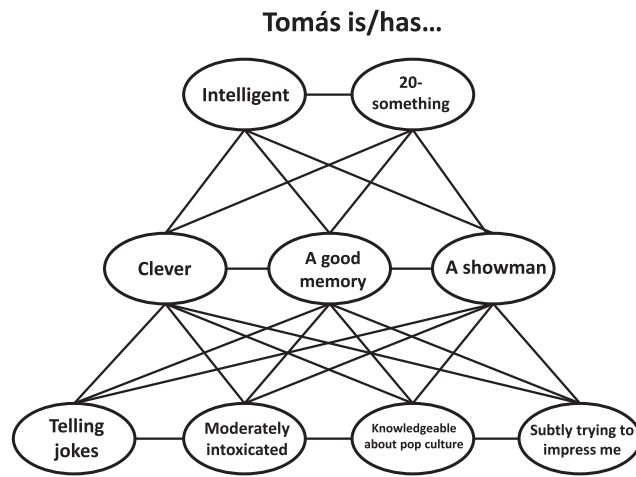 Tomás is/has...
Intelligent
20-
something
Clever
A good
memory
A showman
Telling
jokes
Moderately
intoxicated
Knowledgeable
about pop culture
Subtly trying to
impress me